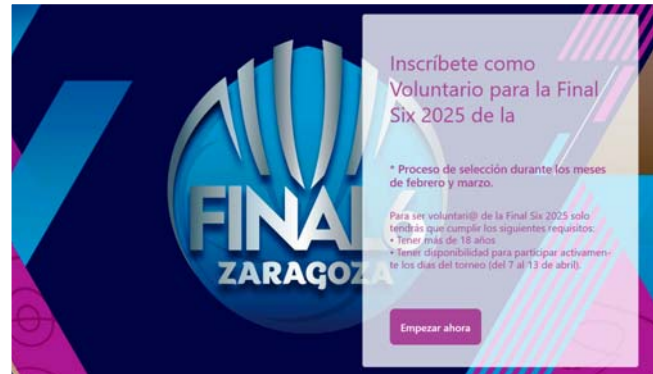 FINAL6
ZARAGOZA
Inscríbete como
Voluntario para la Final
Six 2025 de la
* Proceso de selección durante los meses
de febrero y marzo.
Para ser voluntari@ de la Final Six 2025 solo
tendrás que cumplir los siguientes requisitos:
• Tener más de 18 años
• Tener disponibilidad para participar activamen-
te los días del torneo (del 7 al 13 de abril).
Empezar ahora